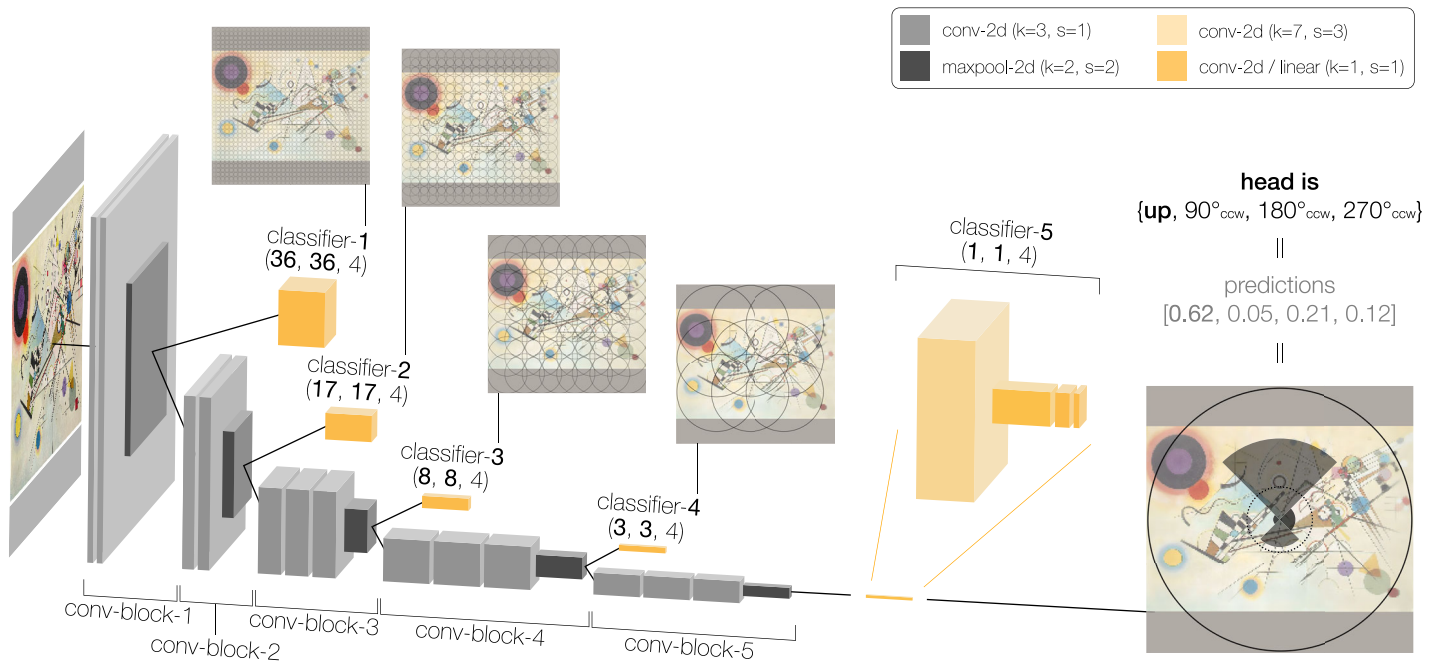 conv-2d (k=3, s=1)
conv-2d (k=7, s=3)
maxpool-2d (k=2, s=2)
conv-2d / linear (k=1, s=1)
head is
{up, 90°ccw, 180°ccw, 270°ccw}
predictions
[0.62, 0.05, 0.21, 0.12]
classifier-1
(36, 36, 4)
classifier-2
(17, 17, 4)
classifier-3
(8, 8, 4)
classifier-4
(3, 3, 4)
classifier-5
(1, 1, 4)
conv-block-1
conv-block-2
conv-block-3
conv-block-4
conv-block-5